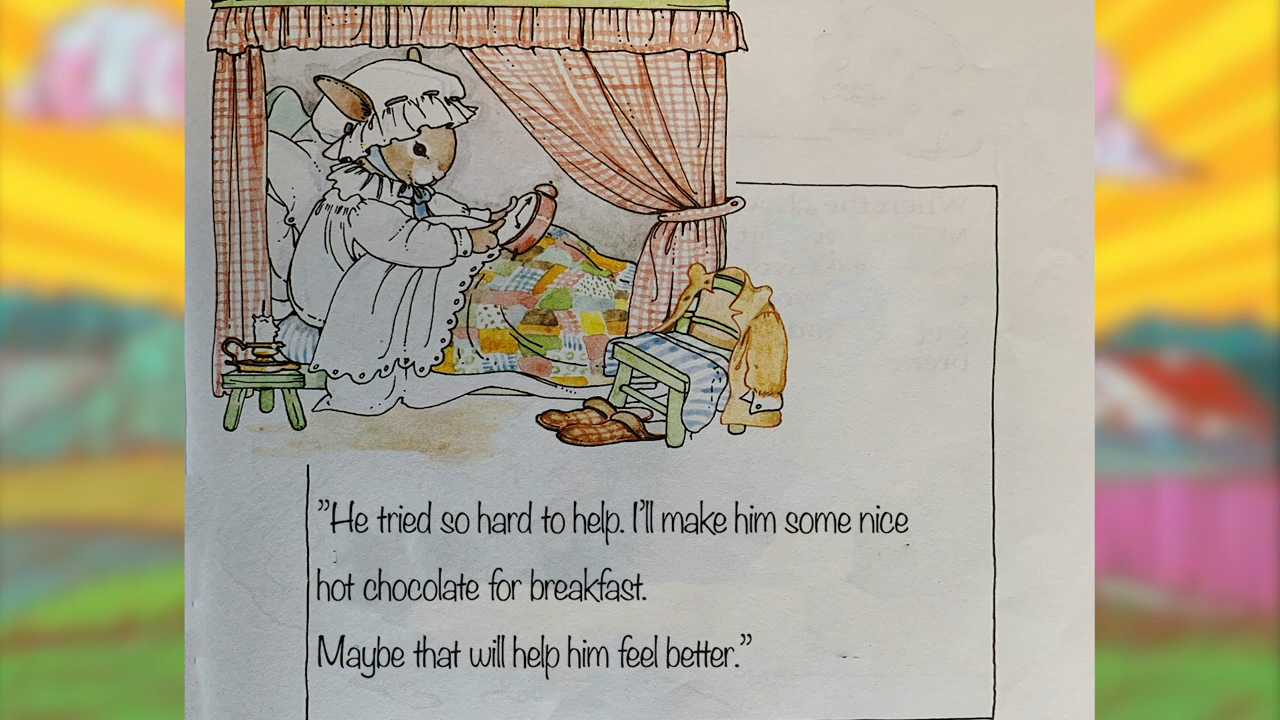 ”He tried so hard to help. I’ll make him some nice
hot chocolate for breakfast.
Maybe that will help him feel better.”